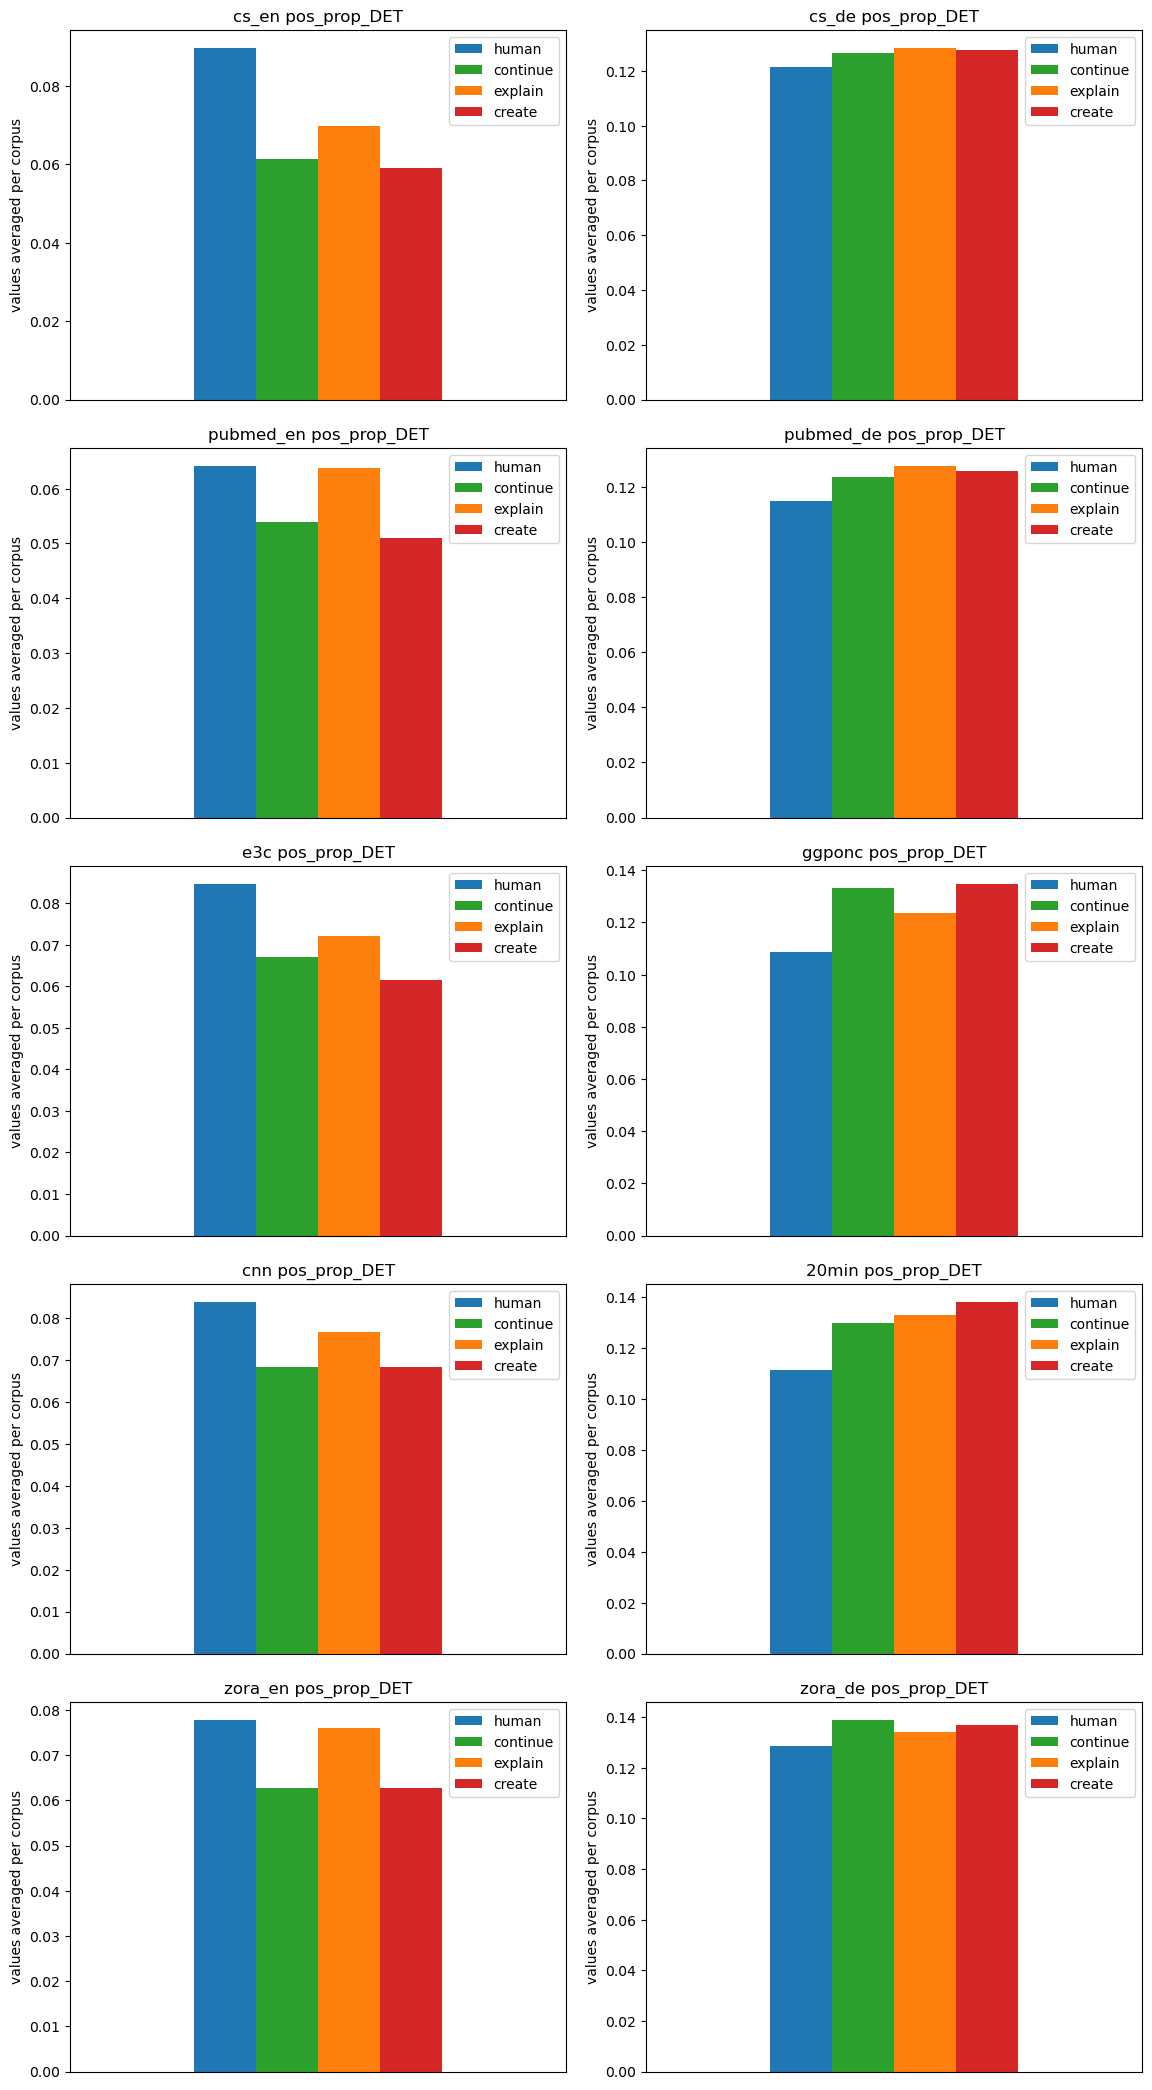 cs_en pos_prop_DET
values averaged per corpus
0.08
0.06
0.04
0.02
0.00
human
continue
explain
create
cs_de pos_prop_DET
values averaged per corpus
0.12
0.10
0.08
0.06
0.04
0.02
0.00
human
continue
explain
create
pubmed_en pos_prop_DET
values averaged per corpus
0.06
0.05
0.04
0.03
0.02
0.01
0.00
human
continue
explain
create
pubmed_de pos_prop_DET
values averaged per corpus
0.12
0.10
0.08
0.06
0.04
0.02
0.00
human
continue
explain
create
e3c pos_prop_DET
values averaged per corpus
0.08
0.07
0.06
0.05
0.04
0.03
0.02
0.01
0.00
human
continue
explain
create
ggponc pos_prop_DET
values averaged per corpus
0.14
0.12
0.10
0.08
0.06
0.04
0.02
0.00
human
continue
explain
create
cnn pos_prop_DET
values averaged per corpus
0.08
0.07
0.06
0.05
0.04
0.03
0.02
0.01
0.00
human
continue
explain
create
20min pos_prop_DET
values averaged per corpus
0.14
0.12
0.10
0.08
0.06
0.04
0.02
0.00
human
continue
explain
create
zora_en pos_prop_DET
values averaged per corpus
0.08
0.07
0.06
0.05
0.04
0.03
0.02
0.01
0.00
human
continue
explain
create
zora_de pos_prop_DET
values averaged per corpus
0.14
0.12
0.10
0.08
0.06
0.04
0.02
0.00
human
continue
explain
create